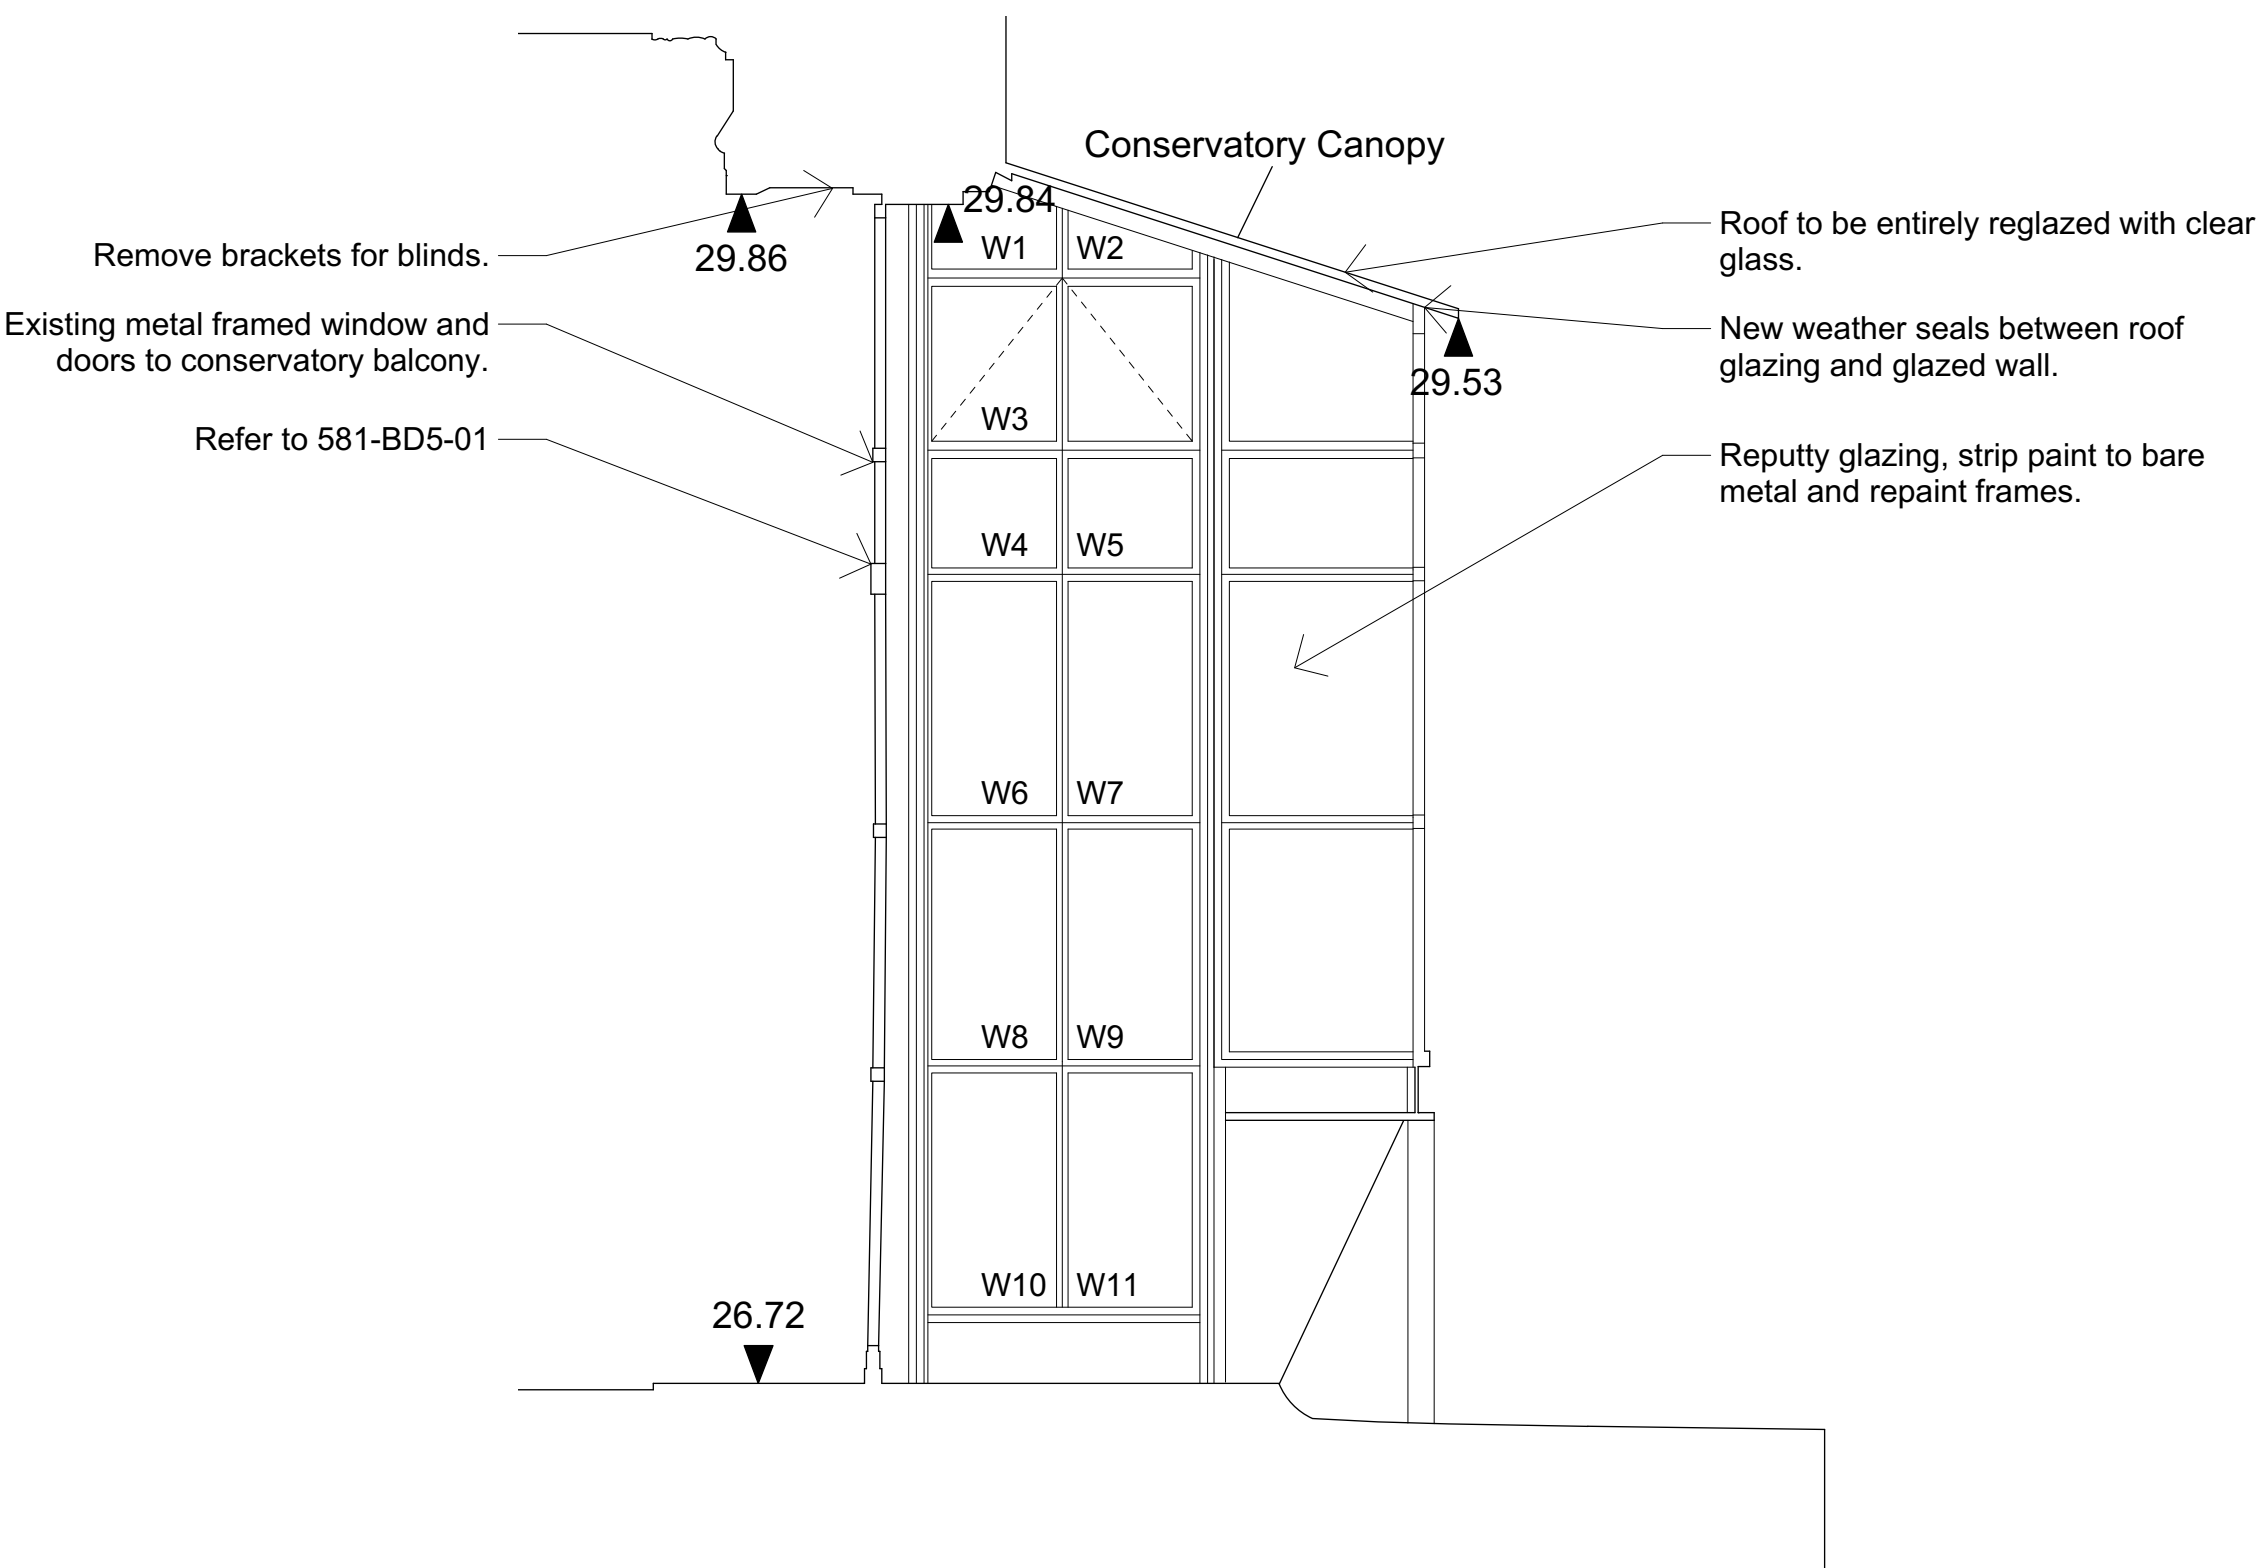 Conservatory Canopy
29.84
29.86
Remove brackets for blinds.
Existing metal framed window and
doors to conservatory balcony.
Refer to 581-BD5-01
Roof to be entirely reglazed with clear
glass.
New weather seals between roof
glazing and glazed wall.
29.53
Reputty glazing, strip paint to bare
metal and repaint frames.
W1 W2
W3
W4 W5
W6 W7
W8 W9
W10 W11
26.72